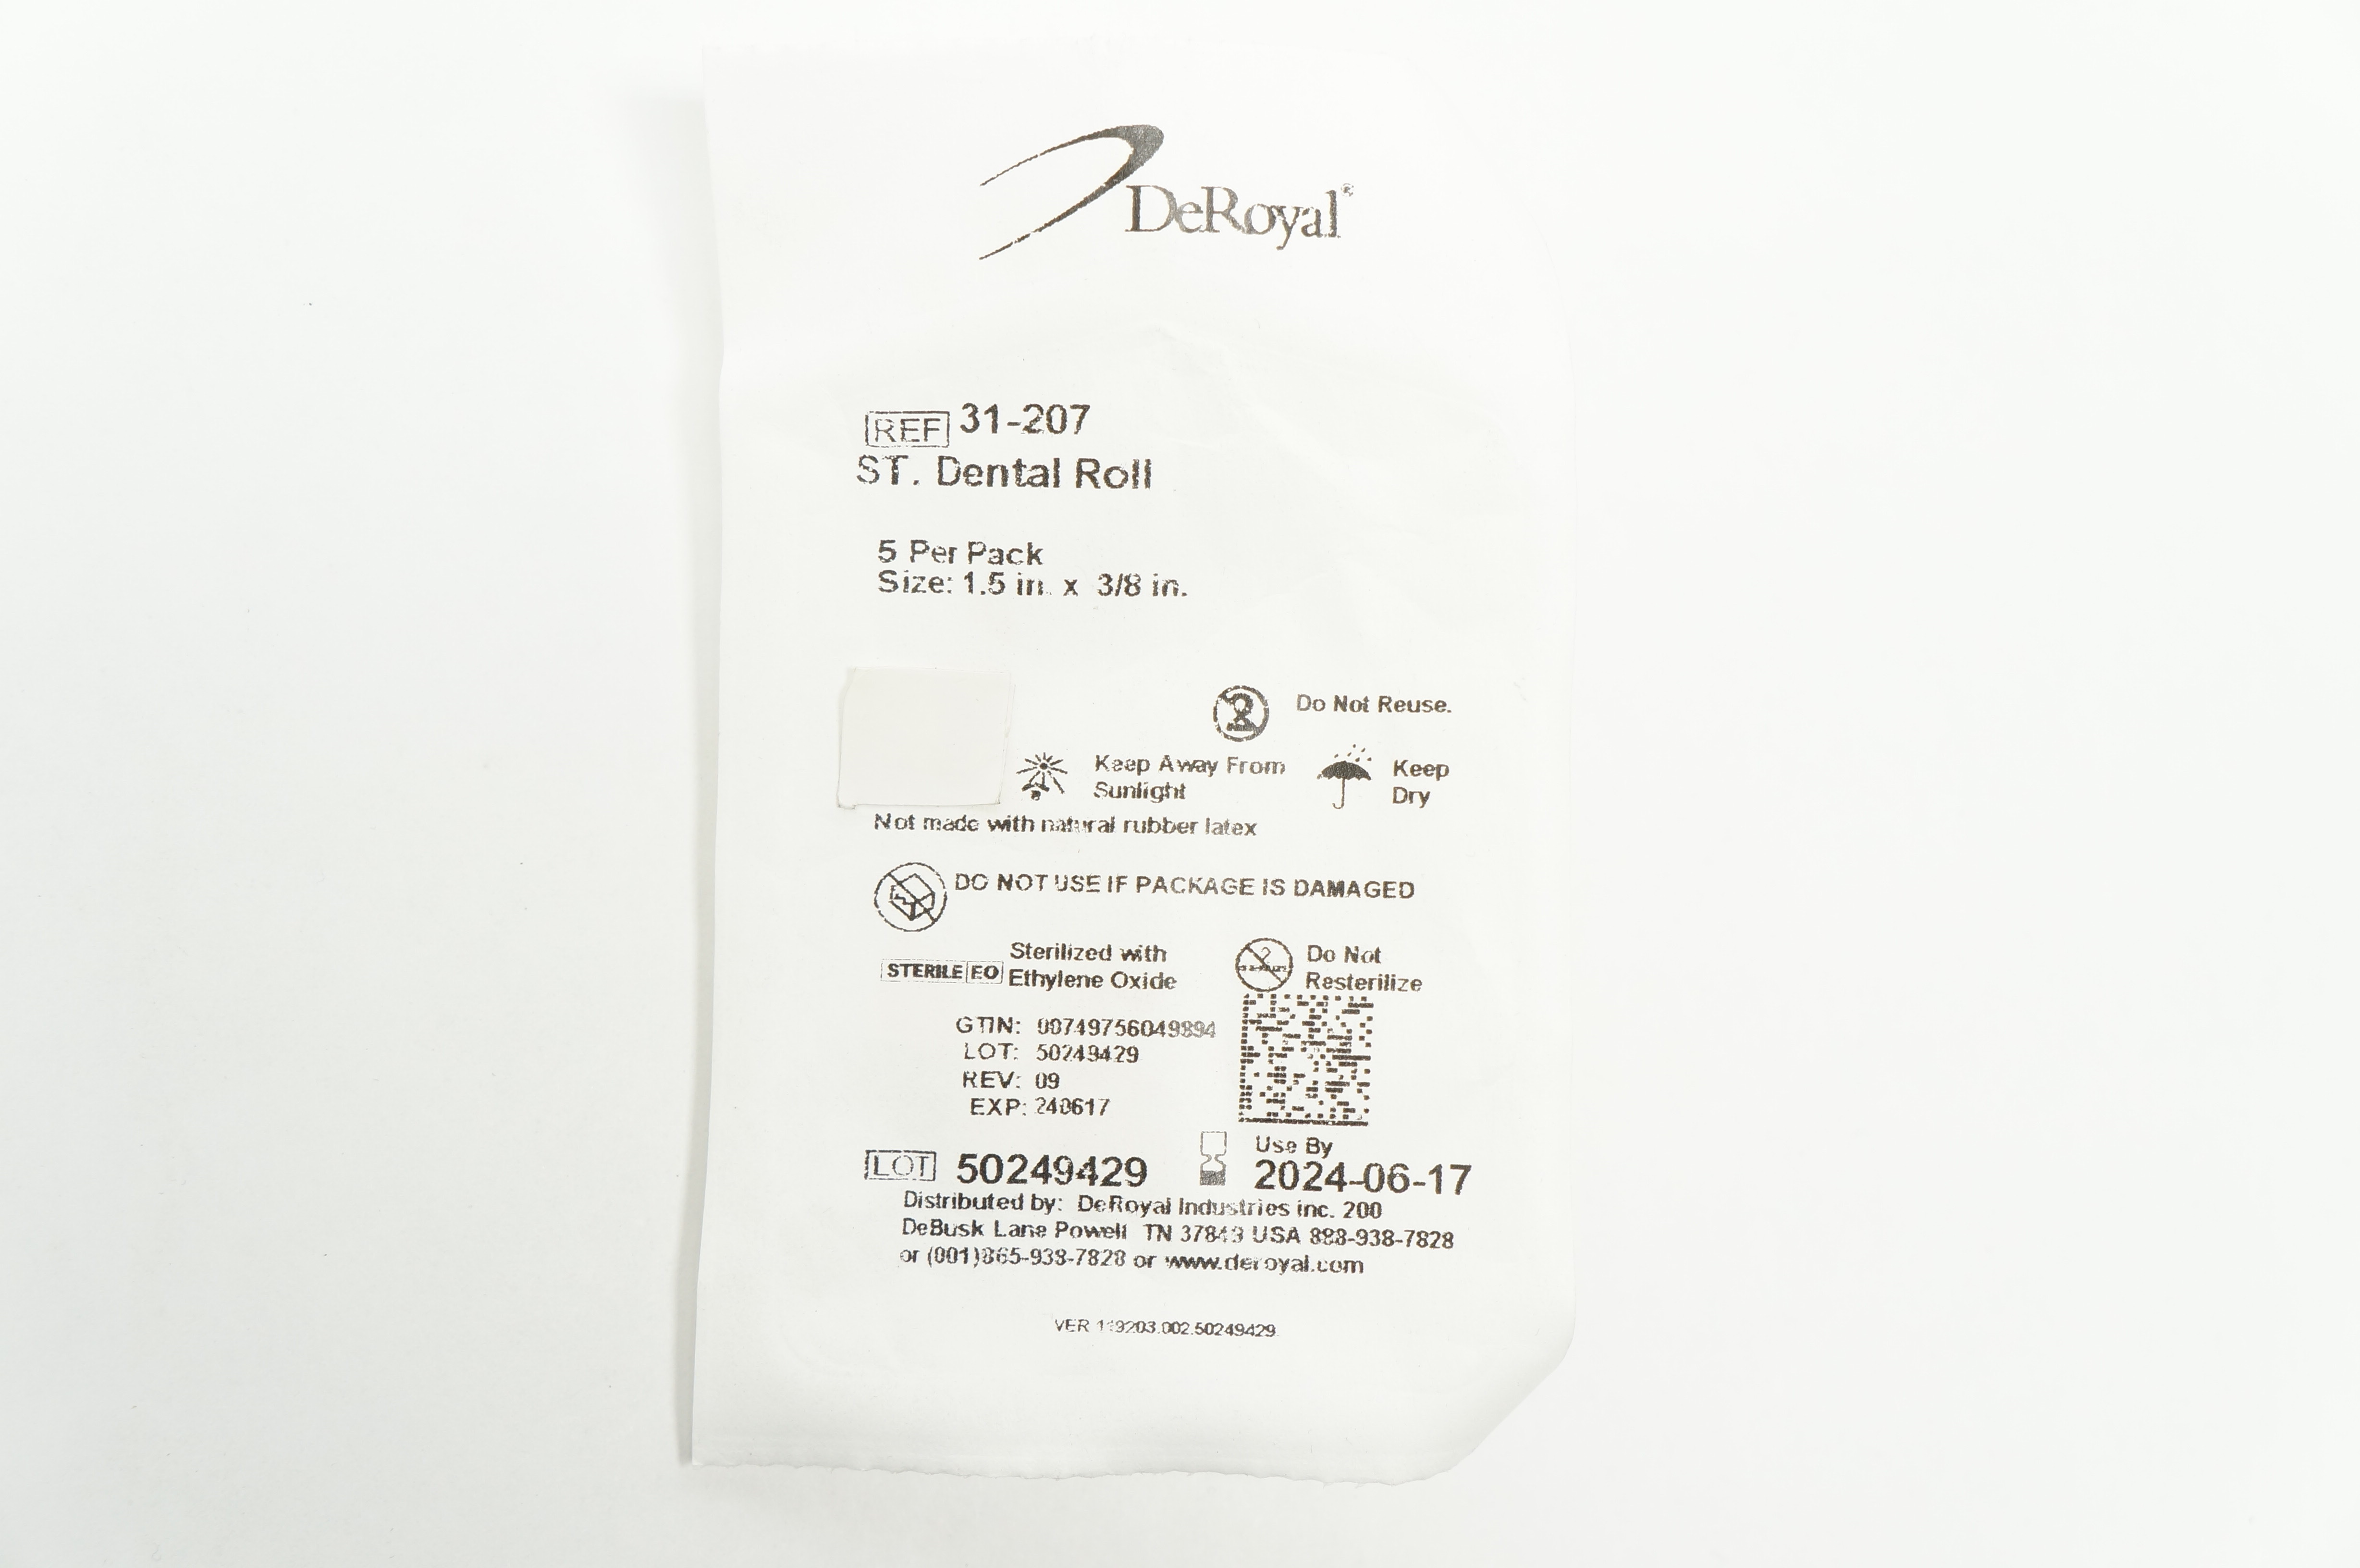 DeRoyal®
REF 31-207
ST. Dental Roll
5 Per Pack
Size: 1.5 in. x 3/8 in.
Do Not Reuse.
Keep Away From
Sunlight
Keep
Dry
Not made with natural rubber latex
DO NOT USE IF PACKAGE IS DAMAGED
STERILE EO
Sterilized with
Ethylene Oxide
Do Not
Resterilize
GTIN: 00749756049894
LOT: 50249429
REV: 09
EXP: 240617
LOT 50249429
Use By
2024-06-17
Distributed by: DeRoyal Industries inc. 200
DeBusk Lane Powell TN 37849 USA 888-938-7828
or (001)865-938-7828 or www.deroyal.com
VER